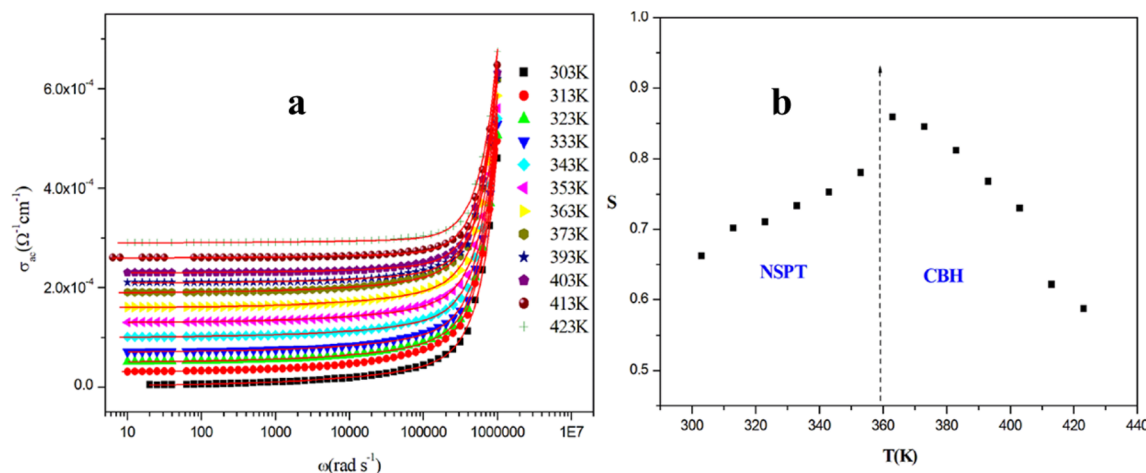 a
6.0x10⁻⁴
4.0x10⁻⁴
2.0x10⁻⁴
0.0
σac(Ω⁻¹cm⁻¹)
10 100 1000 10000 100000 1000000 1E7
ω(rad s⁻¹)
303K
313K
323K
333K
343K
353K
363K
373K
393K
403K
413K
423K
b
1.0
0.9
0.8
0.7
0.6
0.5
S
NSPT
CBH
300 320 340 360 380 400 420 440
T(K)